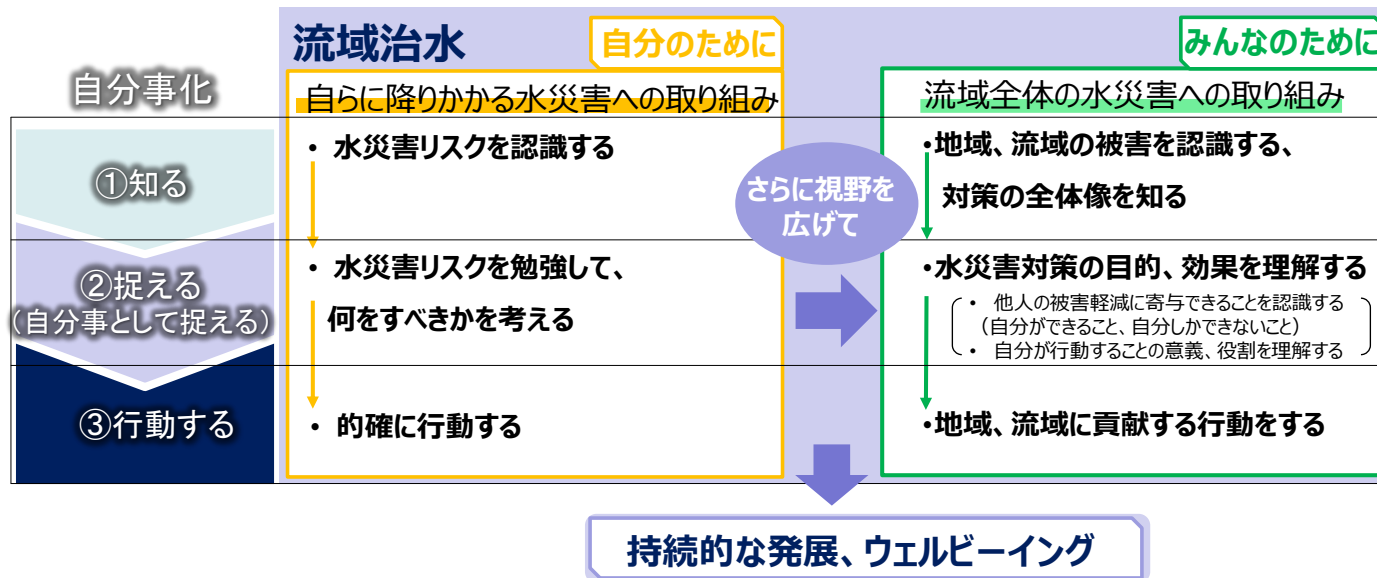 流域治水
自分のために
みんなのために
自分事化
自らに降りかかる水災害への取り組み
流域全体の水災害への取り組み
①知る
・ 水災害リスクを認識する
さらに視野を
広げて
・地域、流域の被害を認識する、
対策の全体像を知る
②捉える
（自分事として捉える）
・ 水災害リスクを勉強して、
何をすべきかを考える
・水災害対策の目的、効果を理解する
・ 他人の被害軽減に寄与できることを認識する
（自分ができること、自分しかできないこと）
・ 自分が行動することの意義、役割を理解する
③行動する
・ 的確に行動する
・地域、流域に貢献する行動をする
持続的な発展、ウェルビーイング